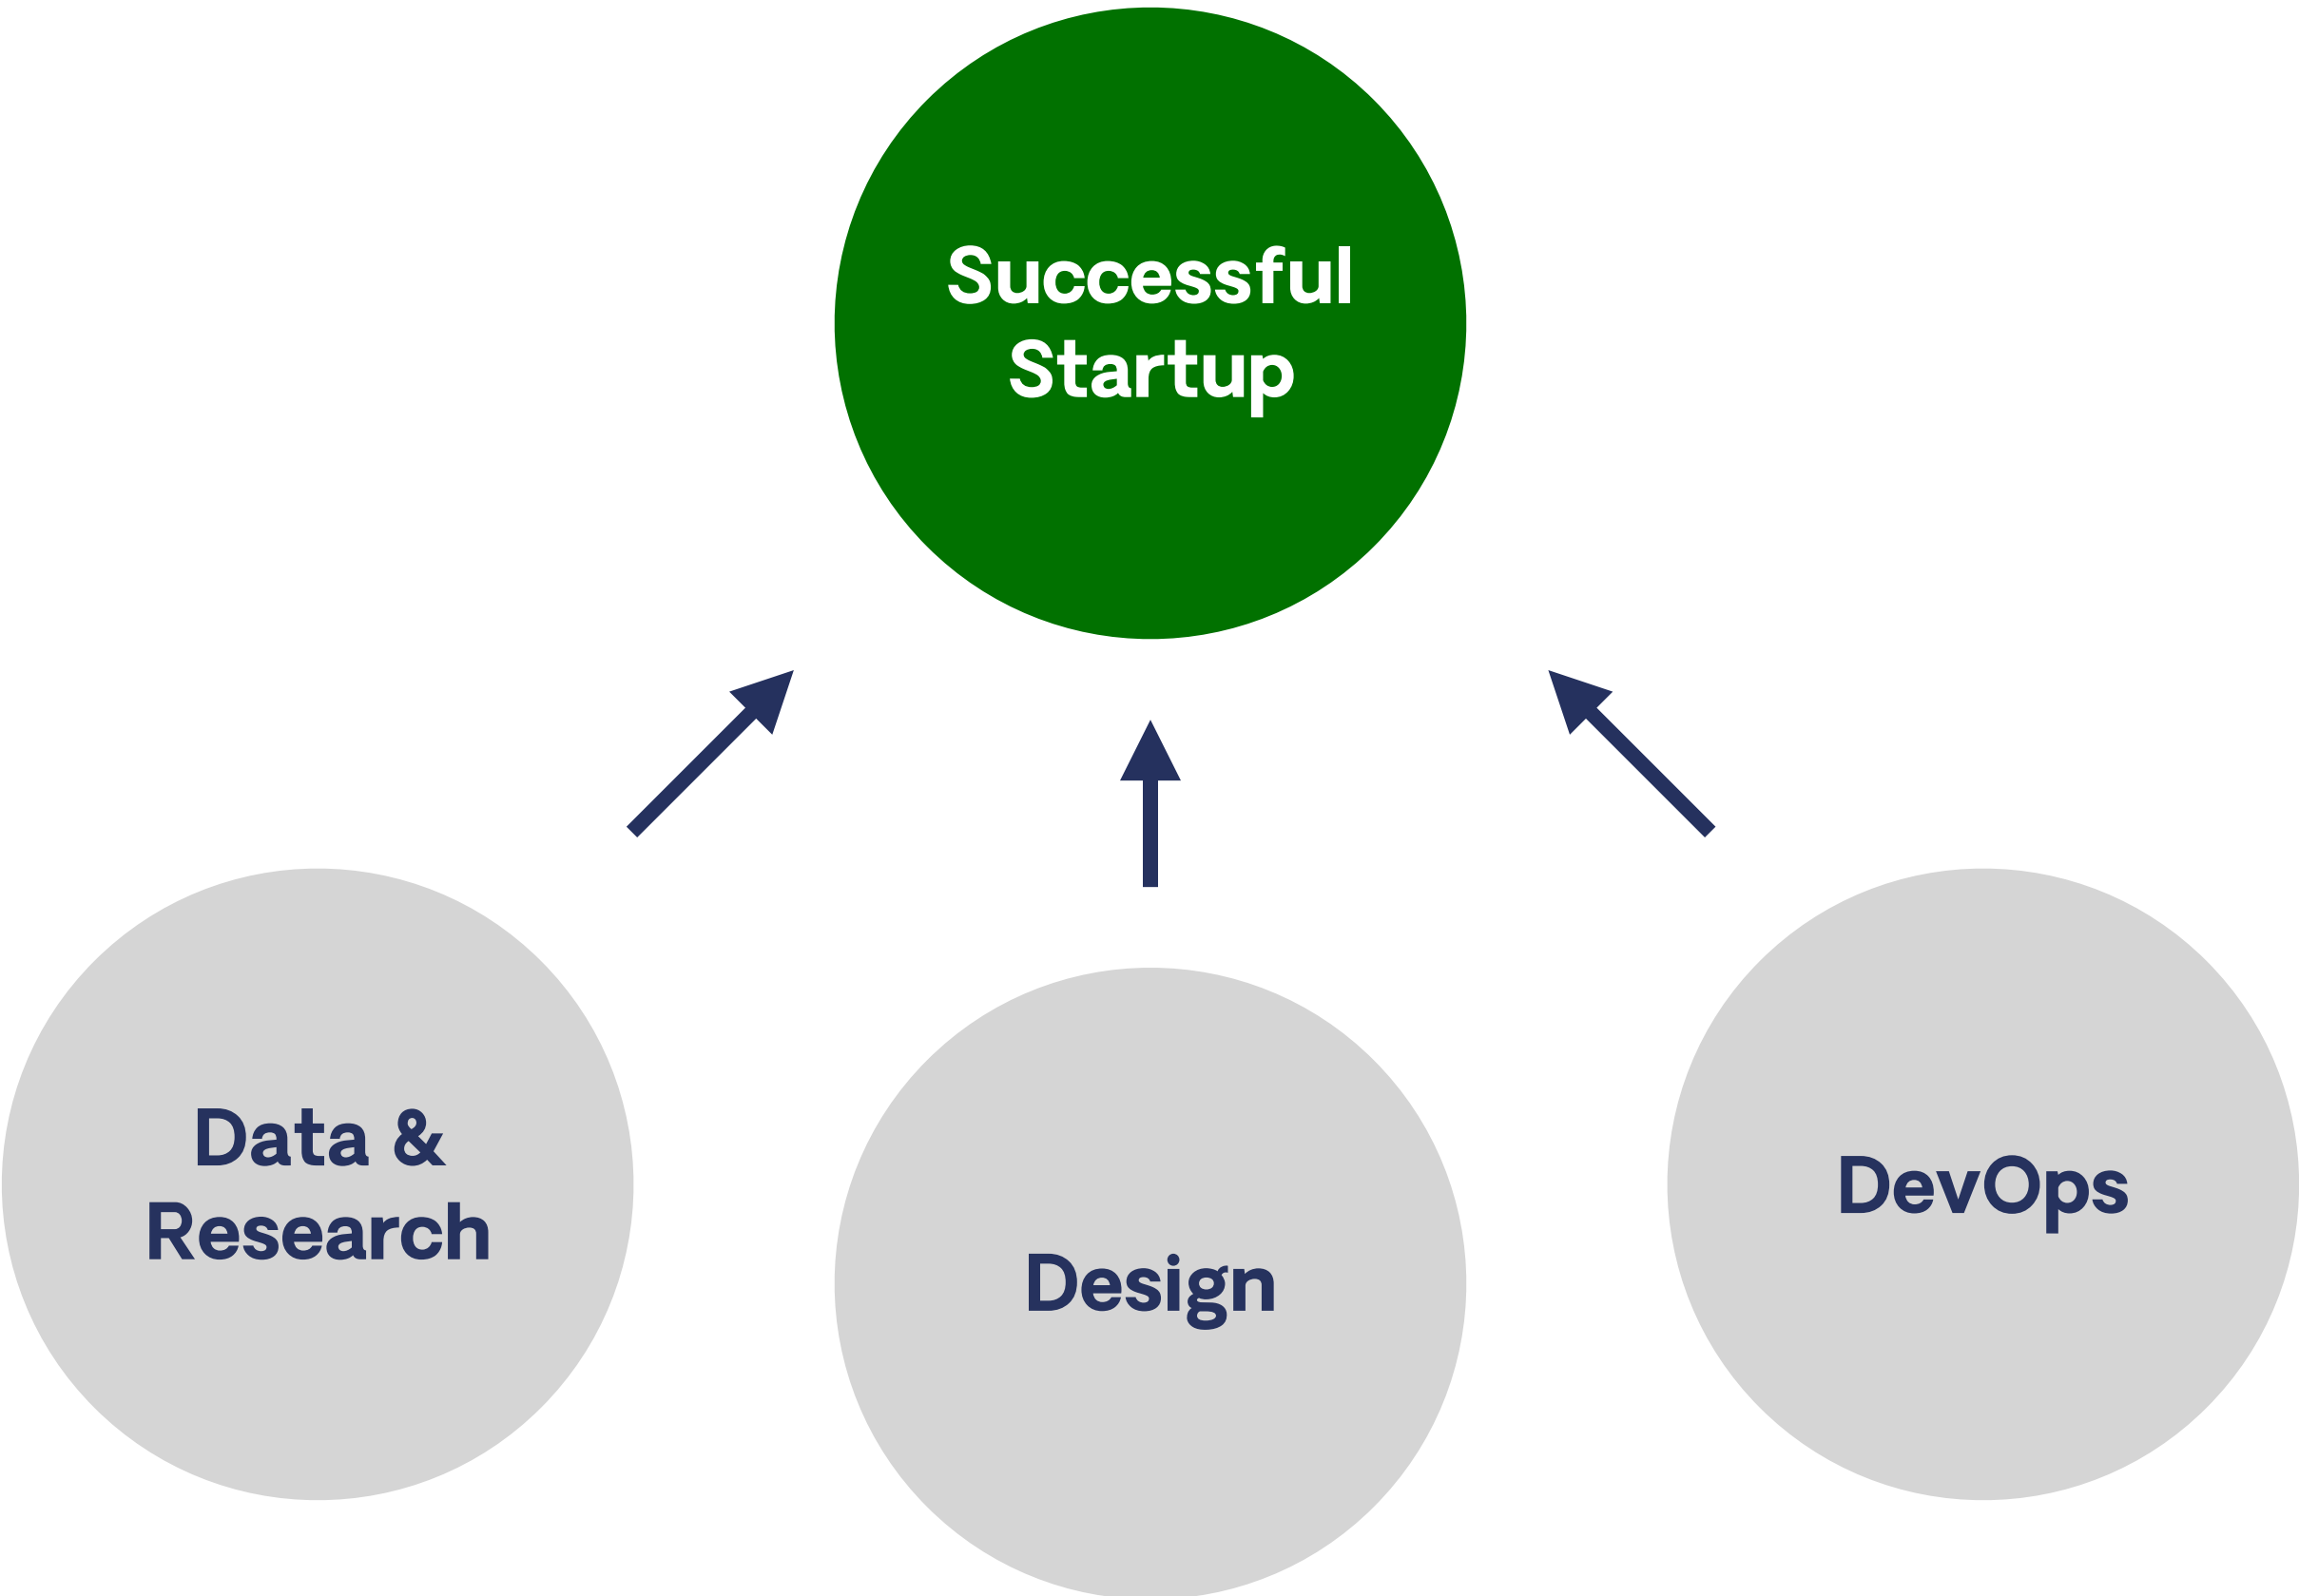 Successful
Startup
Data &
Research
Design
DevOps